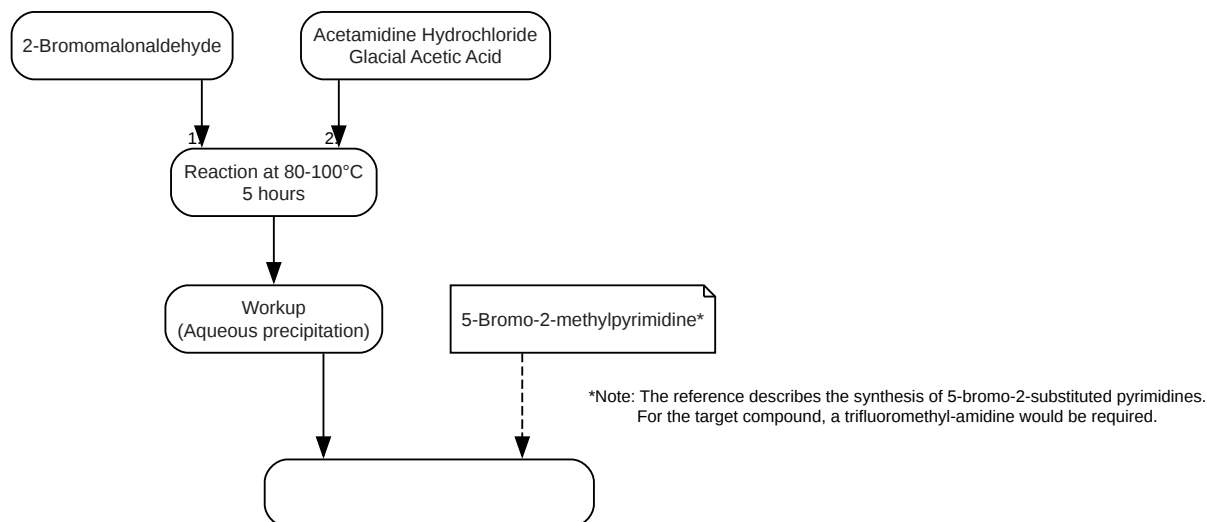 2-Bromomalonaldehyde
Acetamidine Hydrochloride
Glacial Acetic Acid
1.
2.
Reaction at 80-100°C
5 hours
Workup
(Aqueous precipitation)
5-Bromo-2-methylpyrimidine*
*Note: The reference describes the synthesis of 5-bromo-2-substituted pyrimidines.
For the target compound, a trifluoromethyl-amidine would be required.